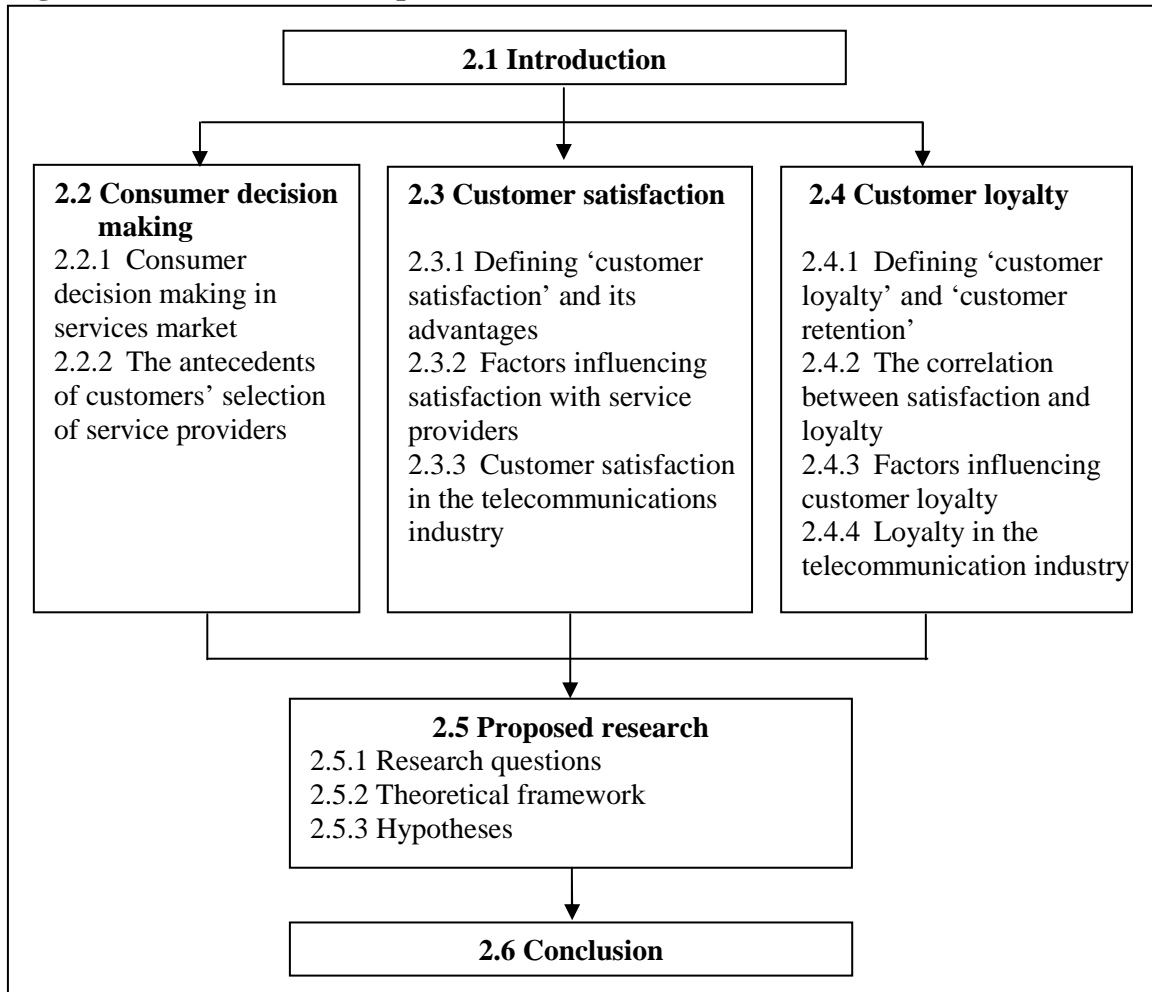 2.1 Introduction
2.2 Consumer decision
making
2.2.1 Consumer
decision making in
services market
2.2.2 The antecedents
of customers’ selection
of service providers
2.3 Customer satisfaction
2.3.1 Defining ‘customer
satisfaction’ and its
advantages
2.3.2 Factors influencing
satisfaction with service
providers
2.3.3 Customer satisfaction
in the telecommunications
industry
2.4 Customer loyalty
2.4.1 Defining ‘customer
loyalty’ and ‘customer
retention’
2.4.2 The correlation
between satisfaction and
loyalty
2.4.3 Factors influencing
customer loyalty
2.4.4 Loyalty in the
telecommunication industry
2.5 Proposed research
2.5.1 Research questions
2.5.2 Theoretical framework
2.5.3 Hypotheses
2.6 Conclusion